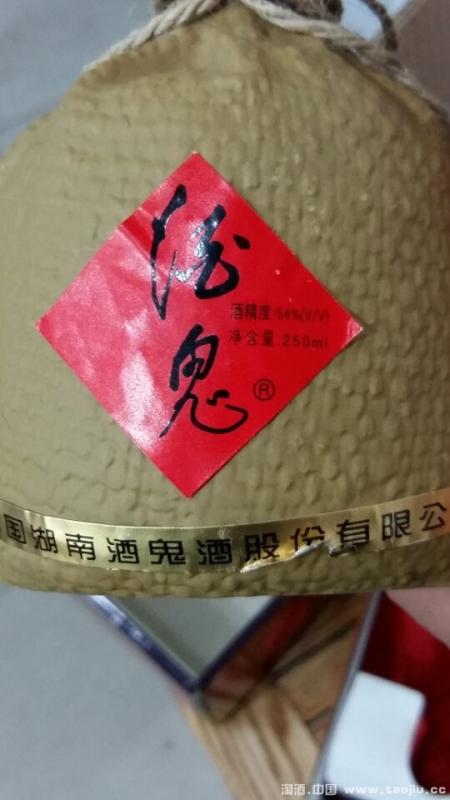 酒鬼
酒精度:54%(V/V)
净含量 250ml
®
国湖南酒鬼酒股份有限公
淘酒.中国 www.taojiu.cc